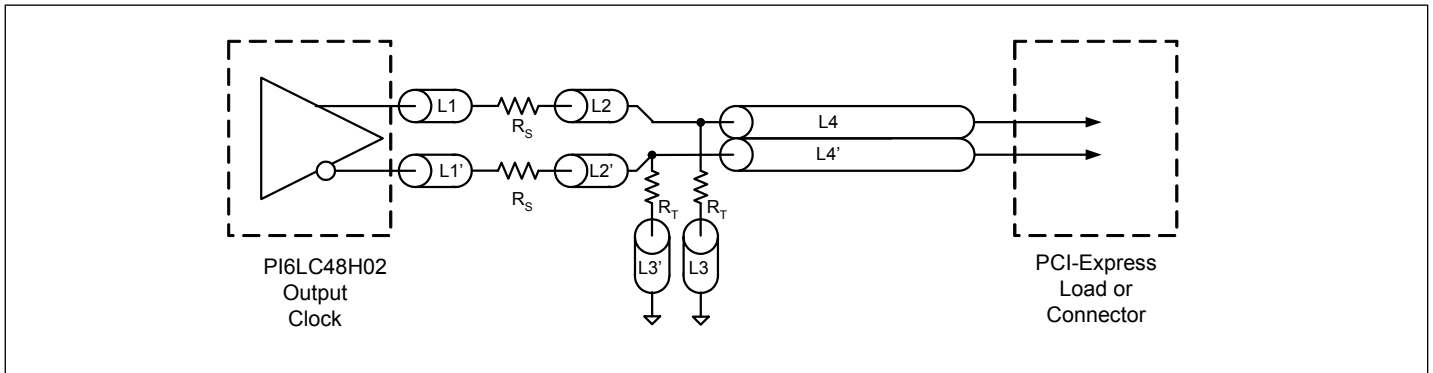 L1
R_S
L2
L4
L1’
R_S
L2’
L4’
R_T
R_T
L3’
L3
PI6LC48H02
Output
Clock
PCI-Express
Load or
Connector